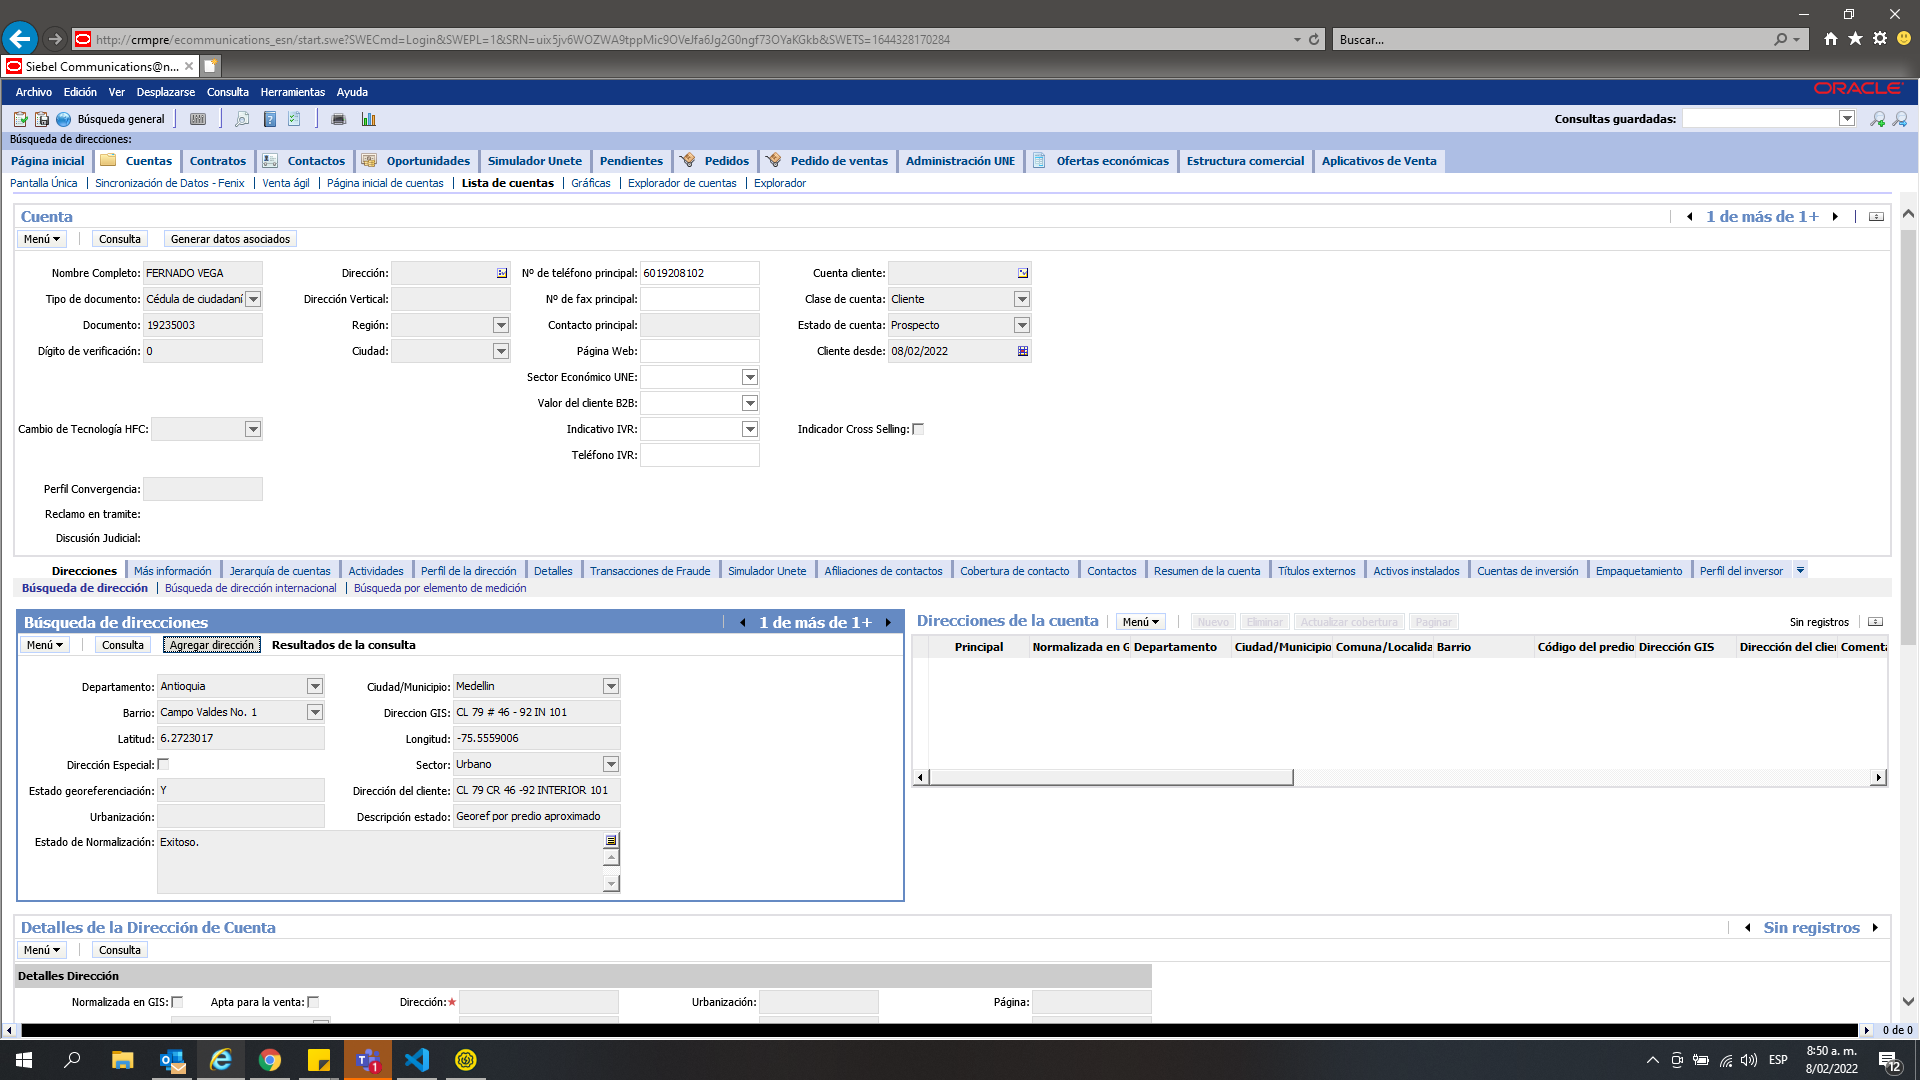 http://crmpre/ecommunications_esn/start.swe?SWECmd=Login&SWEPL=1&SRN=uix5jv6WOZWA9tppMic9OVeJfa6Jg2G0ngf73OYaKGkb&SWETS=1644328170284
Buscar...
Siebel Communications@n...
Archivo Edición Ver Desplazarse Consulta Herramientas Ayuda
ORACLE
Búsqueda general
Consultas guardadas:
Búsqueda de direcciones:
Página inicial Cuentas Contratos Contactos Oportunidades Simulador Unete Pendientes Pedidos Pedido de ventas Administración UNE Ofertas económicas Estructura comercial Aplicativos de Venta
Pantalla Única Sincronización de Datos - Fenix Venta ágil Página inicial de cuentas Lista de cuentas Gráficas Explorador de cuentas Explorador
Cuenta 1 de más de 1+
Menú Consulta Generar datos asociados
Nombre Completo: FERNADO VEGA Dirección: Nº de teléfono principal: 6019208102 Cuenta cliente:
Tipo de documento: Cédula de ciudadaní Dirección Vertical: Nº de fax principal: Clase de cuenta: Cliente
Documento: 19235003 Región: Contacto principal: Estado de cuenta: Prospecto
Dígito de verificación: 0 Ciudad: Página Web: Cliente desde: 08/02/2022
Sector Económico UNE:
Valor del cliente B2B:
Cambio de Tecnología HFC: Indicativo IVR: Indicador Cross Selling:
Teléfono IVR:
Perfil Convergencia:
Reclamo en tramite:
Discusión Judicial:
Direcciones Más información Jerarquía de cuentas Actividades Perfil de la dirección Detalles Transacciones de Fraude Simulador Unete Afiliaciones de contactos Cobertura de contacto Contactos Resumen de la cuenta Títulos externos Activos instalados Cuentas de inversión Empaquetamiento Perfil del inversor
Búsqueda de dirección Búsqueda de dirección internacional Búsqueda por elemento de medición
Búsqueda de direcciones 1 de más de 1+
Menú Consulta Agregar dirección Resultados de la consulta
Departamento: Antioquia Ciudad/Municipio: Medellin
Barrio: Campo Valdes No. 1 Direccion GIS: CL 79 # 46 - 92 IN 101
Latitud: 6.2723017 Longitud: -75.5559006
Dirección Especial: Sector: Urbano
Estado georeferenciación: Y Dirección del cliente: CL 79 CR 46 -92 INTERIOR 101
Urbanización: Descripción estado: Georef por predio aproximado
Estado de Normalización: Exitoso.
Direcciones de la cuenta Menú Nuevo Eliminar Actualizar cobertura Paginar Sin registros
Principal Normalizada en G Departamento Ciudad/Municipio Comuna/Localida Barrio Código del predio Dirección GIS Dirección del clie Comenta
Detalles de la Dirección de Cuenta Sin registros
Menú Consulta
Detalles Dirección
Normalizada en GIS: Apta para la venta: Dirección:★ Urbanización: Página:
0 de 0
1
ESP
8:50 a. m.
8/02/2022
12